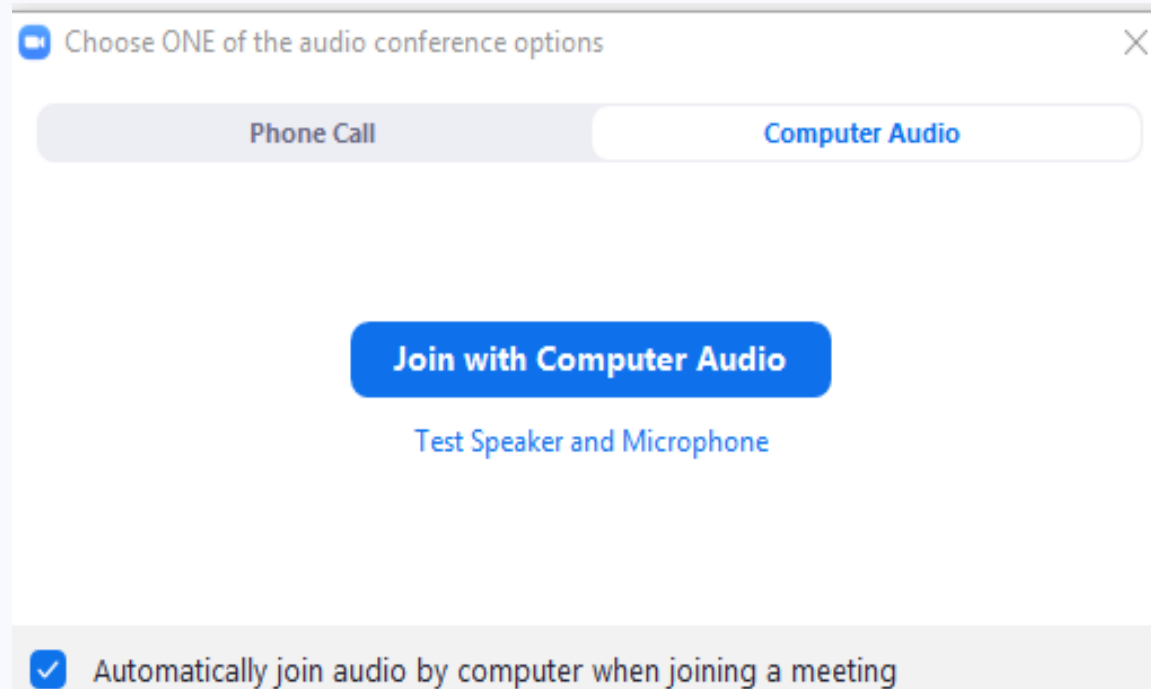 Choose ONE of the audio conference options
Phone Call
Computer Audio
Join with Computer Audio
Test Speaker and Microphone
Automatically join audio by computer when joining a meeting